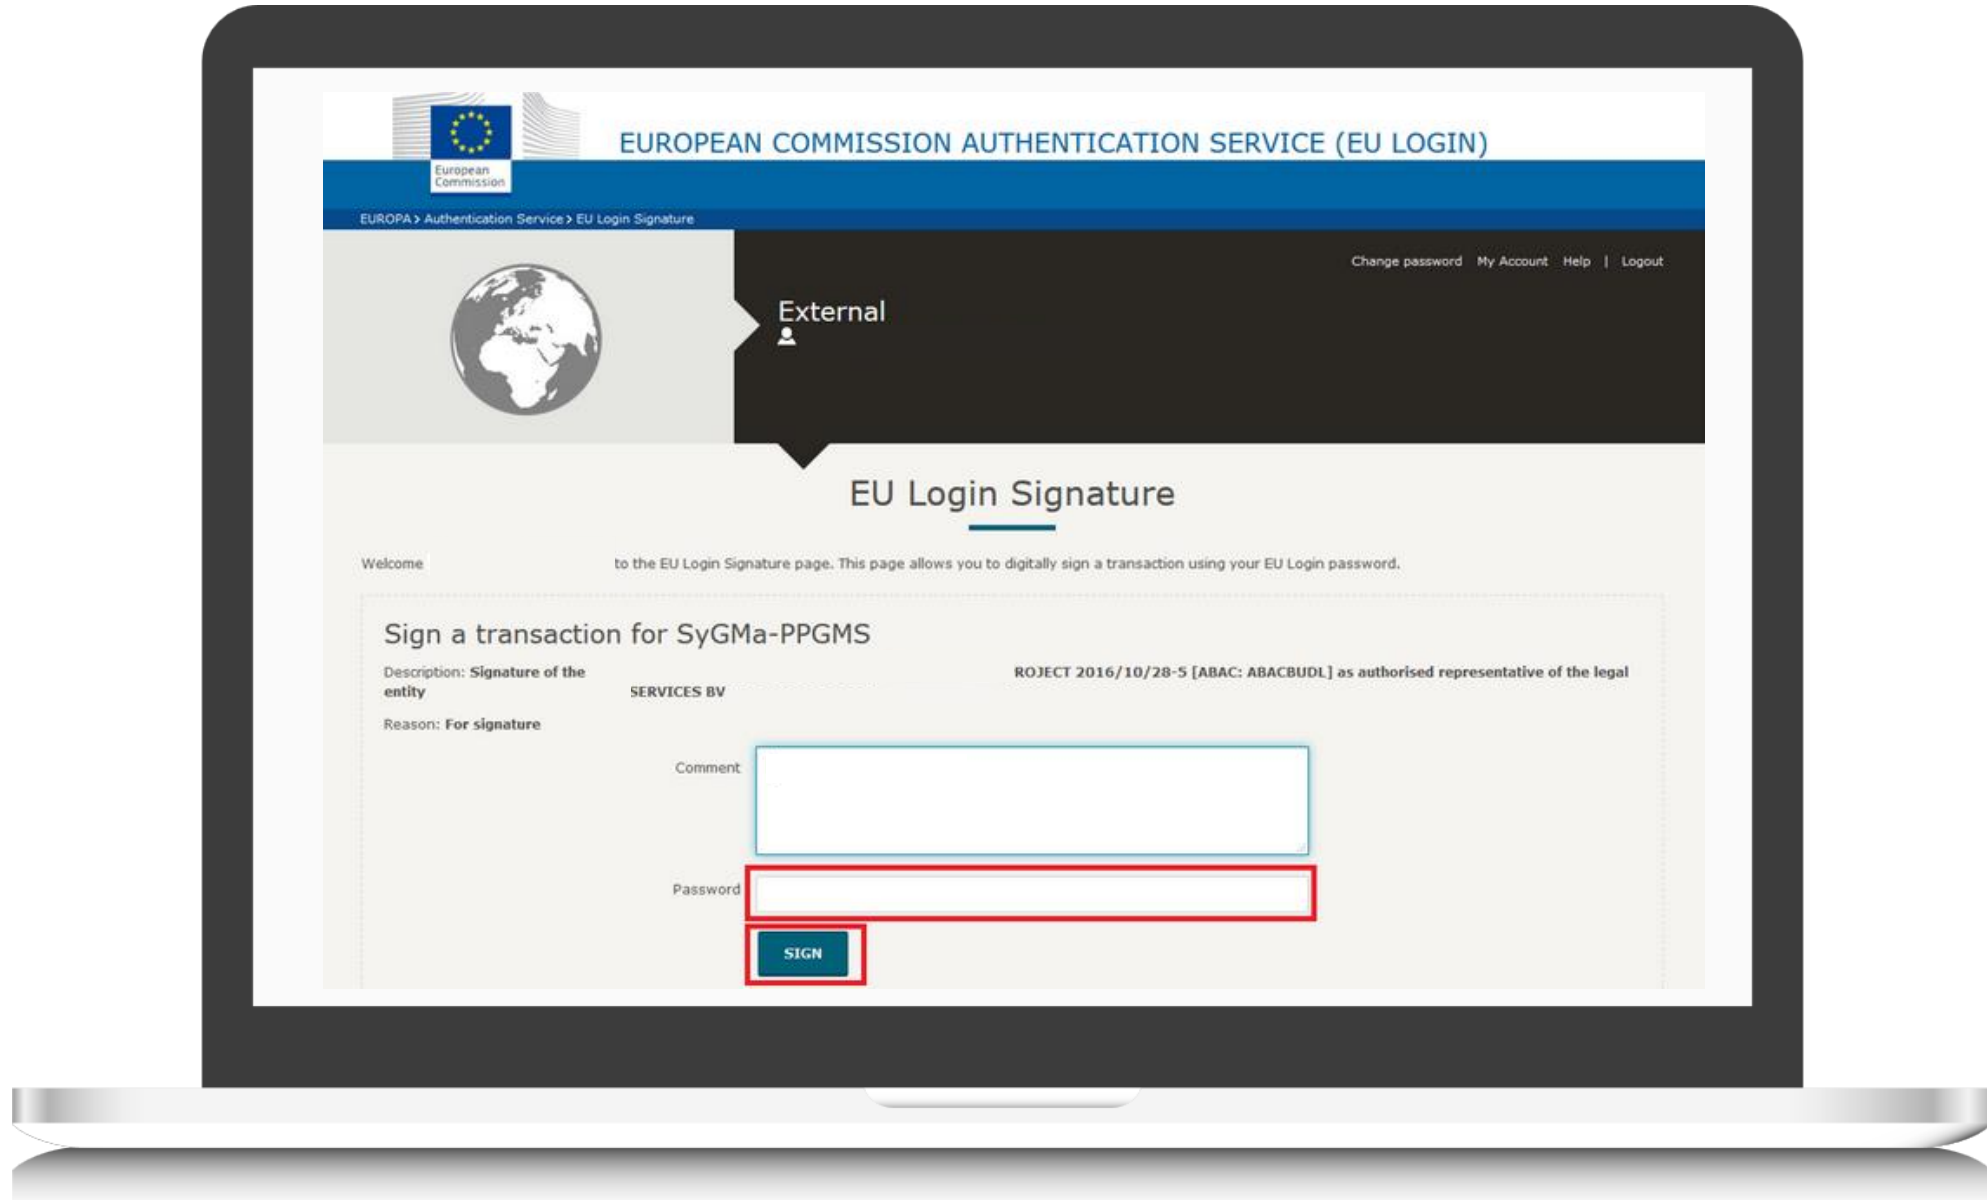 EUROPEAN COMMISSION AUTHENTICATION SERVICE (EU LOGIN)
European
Commission
EUROPA > Authentication Service > EU Login Signature
Change password My Account Help | Logout
External
EU Login Signature
Welcome to the EU Login Signature page. This page allows you to digitally sign a transaction using your EU Login password.
Sign a transaction for SyGMa-PPGMS
Description: Signature of the ROJECT 2016/10/28-5 [ABAC: ABACBUDL] as authorised representative of the legal
entity SERVICES BV
Reason: For signature
Comment
Password
SIGN